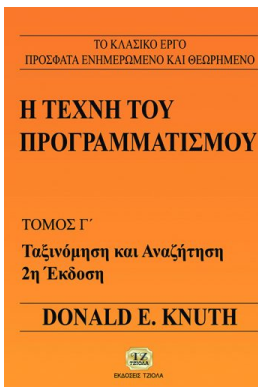 ΤΟ ΚΛΑΣΙΚΟ ΕΡΓΟ
ΠΡΟΣΦΑΤΑ ΕΝΗΜΕΡΩΜΕΝΟ ΚΑΙ ΘΕΩΡΗΜΕΝΟ
Η ΤΕΧΝΗ ΤΟΥ
ΠΡΟΓΡΑΜΜΑΤΙΣΜΟΥ
ΤΟΜΟΣ Γ΄
Ταξινόμηση και Αναζήτηση
2η Έκδοση
DONALD E. KNUTH
ΤΖΙΟΛΑ
ΕΚΔΟΣΕΙΣ ΤΖΙΟΛΑ